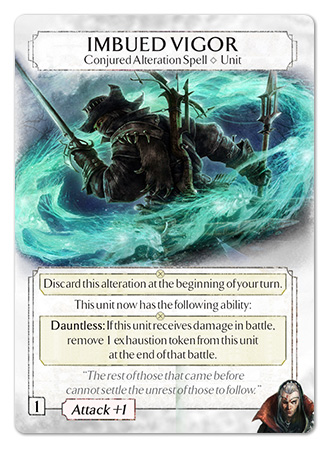 IMBUED VIGOR
Conjured Alteration Spell ◇ Unit
Discard this alteration at the beginning of your turn.
This unit now has the following ability:
Dauntless: If this unit receives damage in battle,
remove 1 exhaustion token from this unit
at the end of that battle.
“The rest of those that came before
cannot settle the unrest of those to follow.”
1
Attack +1